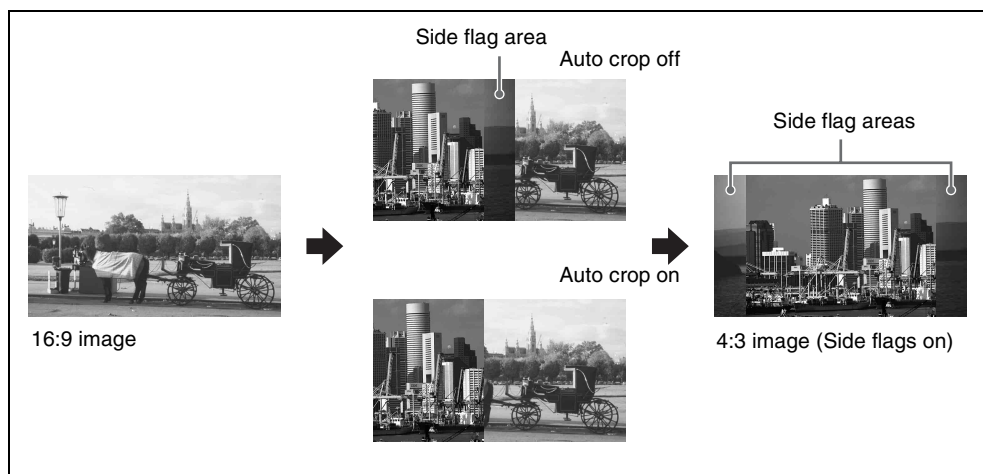 Side flag area
Auto crop off
Side flag areas
Auto crop on
16:9 image
4:3 image (Side flags on)